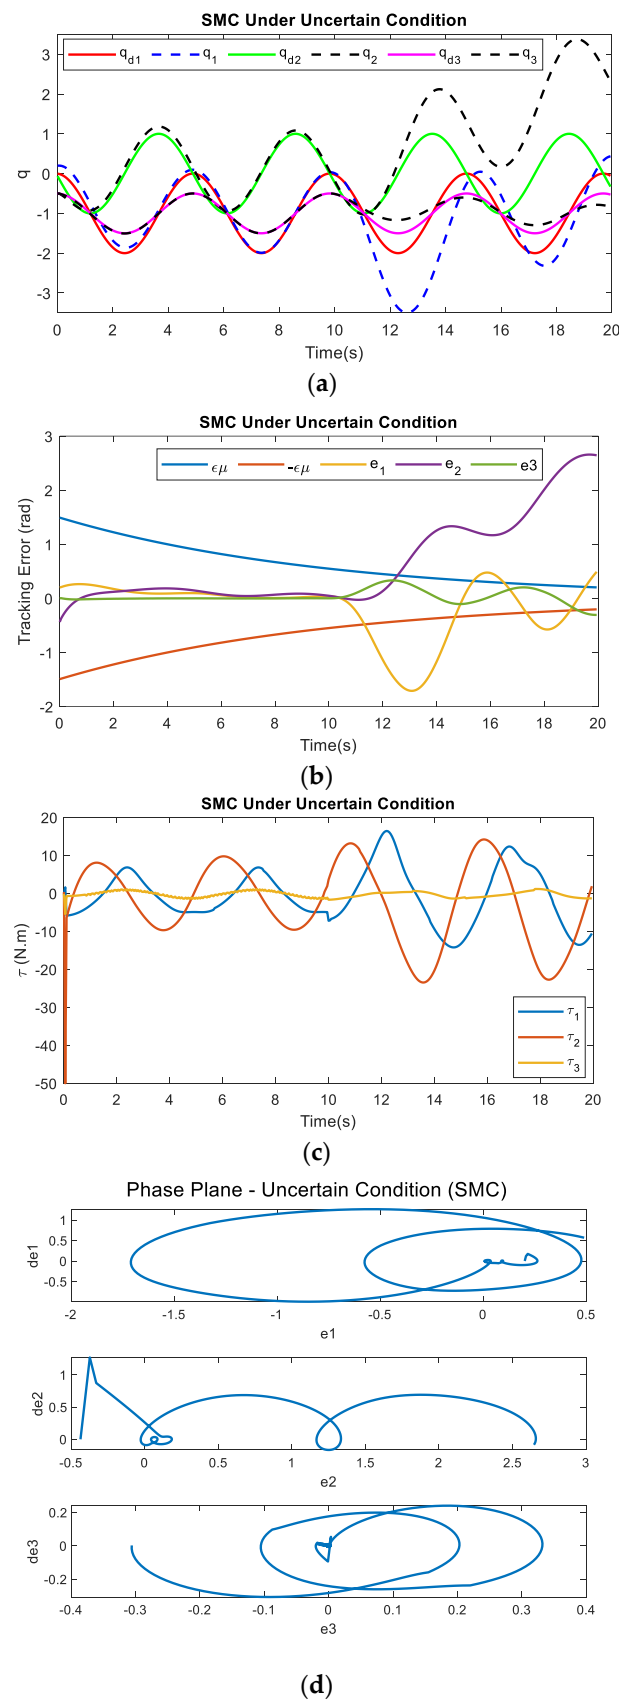 SMC Under Uncertain Condition
q_d1 q_1 q_d2 q_2 q_d3 q_3
3
2
1
0
-1
-2
-3
q
0 2 4 6 8 10 12 14 16 18 20
Time(s)
(a)
SMC Under Uncertain Condition
ϵμ -ϵμ e_1 e_2 e3
3
2
1
0
-1
-2
Tracking Error (rad)
0 2 4 6 8 10 12 14 16 18 20
Time(s)
(b)
SMC Under Uncertain Condition
20
10
0
-10
-20
-30
-40
-50
τ (N.m)
τ_1
τ_2
τ_3
0 2 4 6 8 10 12 14 16 18 20
Time(s)
(c)
Phase Plane - Uncertain Condition (SMC)
1
0.5
0
-0.5
de1
-2 -1.5 -1 -0.5 0 0.5
e1
1
0.5
0
de2
-0.5 0 0.5 1 1.5 2 2.5 3
e2
0.2
0
-0.2
de3
-0.4 -0.3 -0.2 -0.1 0 0.1 0.2 0.3 0.4
e3
(d)